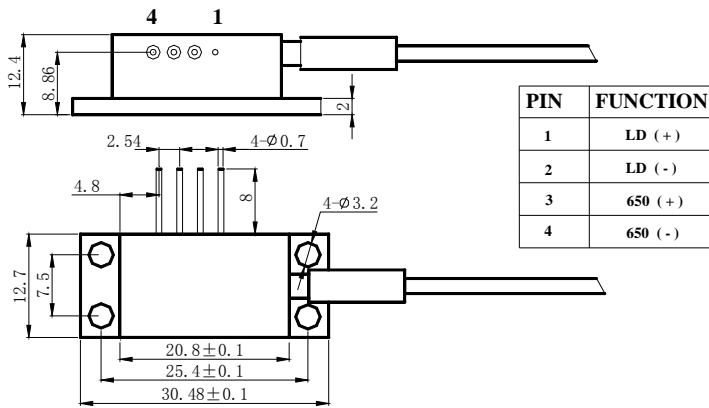 4 1
12.4
8.86
2
2.54 4-Ø0.7
4.8
8
4-Ø3.2
12.7
7.5
20.8±0.1
25.4±0.1
30.48±0.1
PIN FUNCTION
1 LD (+)
2 LD (-)
3 650 (+)
4 650 (-)